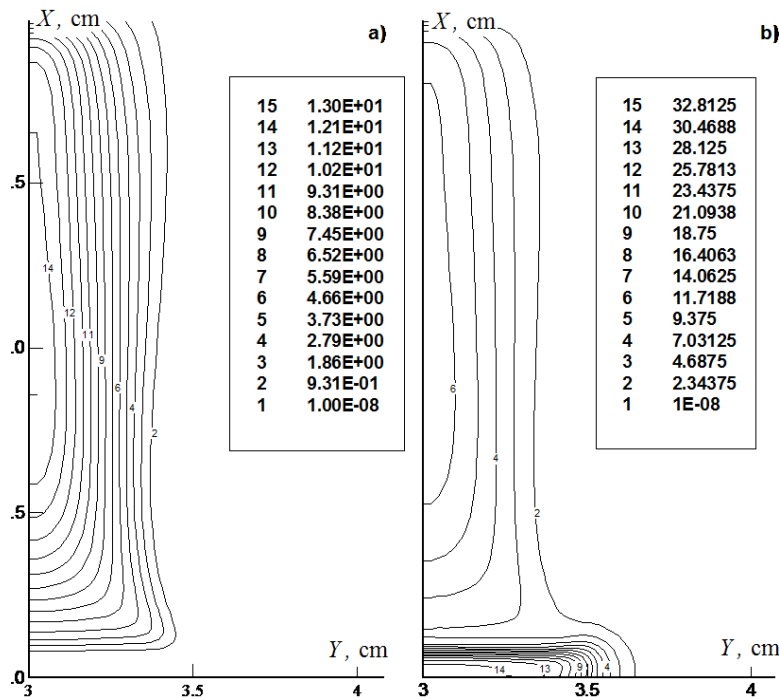 X, cm
a)
15 1.30E+01
14 1.21E+01
13 1.12E+01
12 1.02E+01
11 9.31E+00
10 8.38E+00
9 7.45E+00
8 6.52E+00
7 5.59E+00
6 4.66E+00
5 3.73E+00
4 2.79E+00
3 1.86E+00
2 9.31E-01
1 1.00E-08
.5
14
12
11
.0
9
6
4
2
.5
Y, cm
.0
3
3.5
4
X, cm
b)
15 32.8125
14 30.4688
13 28.125
12 25.7813
11 23.4375
10 21.0938
9 18.75
8 16.4063
7 14.0625
6 11.7188
5 9.375
4 7.03125
3 4.6875
2 2.34375
1 1E-08
6
4
2
Y, cm
14
13
9
4
3
3.5
4